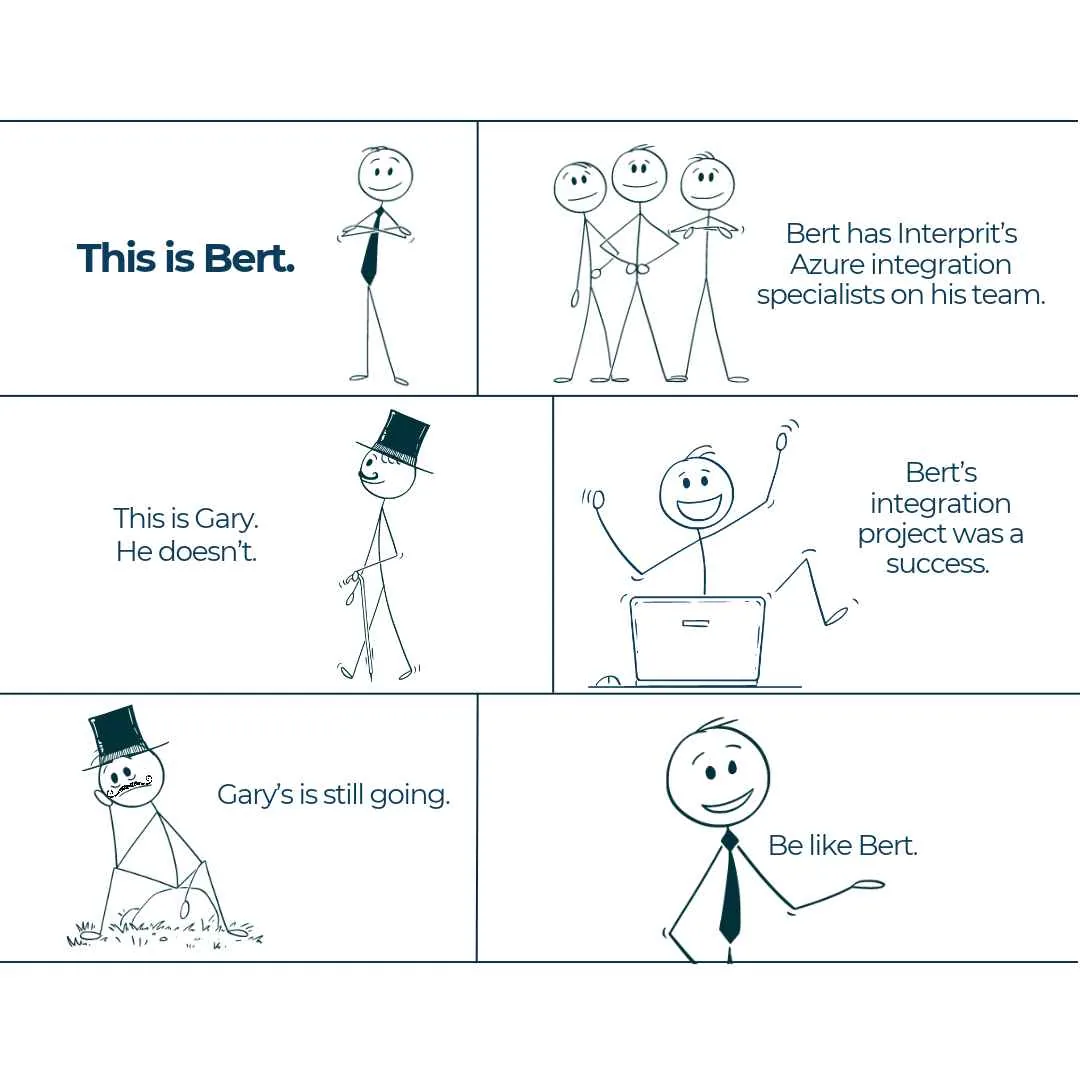 This is Bert.
Bert has Interprit's
Azure integration
specialists on his team.
This is Gary.
He doesn't.
Bert's
integration
project was a
success.
Gary's is still going.
Be like Bert.